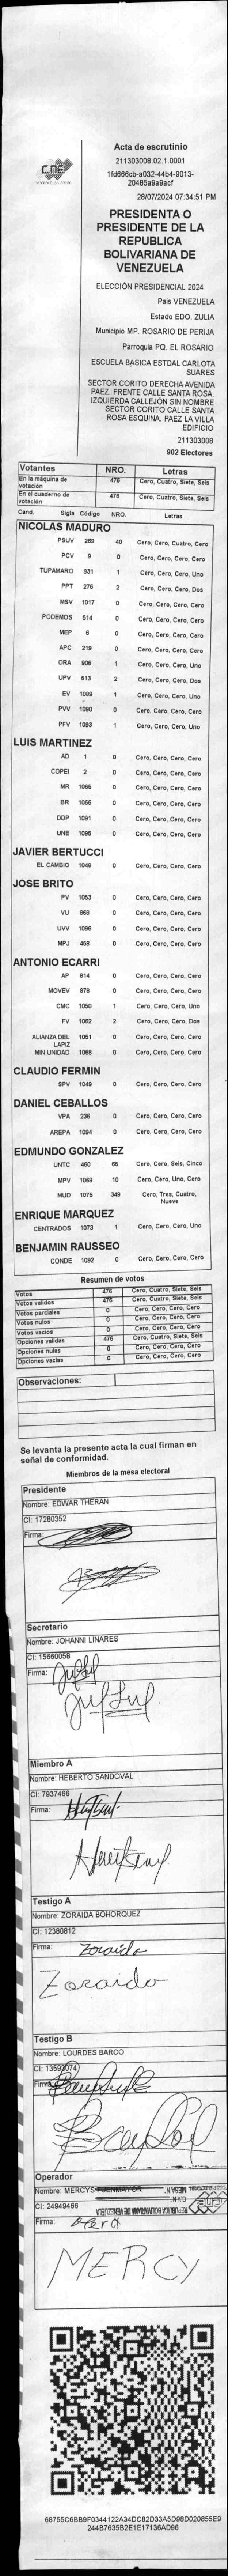 CNE
Acta de escrutinio
211303008.02.1.0001
1fd666cb-a032-44b4-9013-
20485a9a9acf
28/07/2024 07:34:51 PM
PRESIDENTA O
PRESIDENTE DE LA
REPUBLICA
BOLIVARIANA DE
VENEZUELA
ELECCIÓN PRESIDENCIAL 2024
Pais VENEZUELA
Estado EDO. ZULIA
Municipio MP. ROSARIO DE PERIJA
Parroquia PQ. EL ROSARIO
ESCUELA BASICA ESTDAL CARLOTA
SUARES
SECTOR CORITO DERECHA AVENIDA
PAEZ. FRENTE CALLE SANTA ROSA.
IZQUIERDA CALLEJÓN SIN NOMBRE
SECTOR CORITO CALLE SANTA
ROSA ESQUINA. PAEZ LA VILLA
EDIFICIO
211303008
902 Electores
Votantes NRO. Letras
En la máquina de votación 476 Cero, Cuatro, Siete, Seis
En el cuaderno de votación 476 Cero, Cuatro, Siete, Seis
Cand. Sigla Código NRO. Letras
NICOLAS MADURO
PSUV 269 40 Cero, Cero, Cuatro, Cero
PCV 9 0 Cero, Cero, Cero, Cero
TUPAMARO 931 1 Cero, Cero, Cero, Uno
PPT 276 2 Cero, Cero, Cero, Dos
MSV 1017 0 Cero, Cero, Cero, Cero
PODEMOS 514 0 Cero, Cero, Cero, Cero
MEP 6 0 Cero, Cero, Cero, Cero
APC 219 0 Cero, Cero, Cero, Cero
ORA 906 1 Cero, Cero, Cero, Uno
UPV 513 2 Cero, Cero, Cero, Dos
EV 1089 1 Cero, Cero, Cero, Uno
PVV 1090 0 Cero, Cero, Cero, Cero
PFV 1093 1 Cero, Cero, Cero, Uno
LUIS MARTINEZ
AD 1 0 Cero, Cero, Cero, Cero
COPEI 2 0 Cero, Cero, Cero, Cero
MR 1065 0 Cero, Cero, Cero, Cero
BR 1066 0 Cero, Cero, Cero, Cero
DDP 1091 0 Cero, Cero, Cero, Cero
UNE 1095 0 Cero, Cero, Cero, Cero
JAVIER BERTUCCI
EL CAMBIO 1048 0 Cero, Cero, Cero, Cero
JOSE BRITO
PV 1053 0 Cero, Cero, Cero, Cero
VU 868 0 Cero, Cero, Cero, Cero
UVV 1096 0 Cero, Cero, Cero, Cero
MPJ 458 0 Cero, Cero, Cero, Cero
ANTONIO ECARRI
AP 814 0 Cero, Cero, Cero, Cero
MOVEV 878 0 Cero, Cero, Cero, Cero
CMC 1050 1 Cero, Cero, Cero, Uno
FV 1062 2 Cero, Cero, Cero, Dos
ALIANZA DEL LAPIZ 1051 0 Cero, Cero, Cero, Cero
MIN UNIDAD 1068 0 Cero, Cero, Cero, Cero
CLAUDIO FERMIN
SPV 1049 0 Cero, Cero, Cero, Cero
DANIEL CEBALLOS
VPA 236 0 Cero, Cero, Cero, Cero
AREPA 1094 0 Cero, Cero, Cero, Cero
EDMUNDO GONZALEZ
UNTC 460 65 Cero, Cero, Seis, Cinco
MPV 1069 10 Cero, Cero, Uno, Cero
MUD 1075 349 Cero, Tres, Cuatro, Nueve
ENRIQUE MARQUEZ
CENTRADOS 1073 1 Cero, Cero, Cero, Uno
BENJAMIN RAUSSEO
CONDE 1092 0 Cero, Cero, Cero, Cero
Resumen de votos
Votos 476 Cero, Cuatro, Siete, Seis
Votos validos 476 Cero, Cuatro, Siete, Seis
Votos parciales 0 Cero, Cero, Cero, Cero
Votos nulos 0 Cero, Cero, Cero, Cero
Votos vacios 0 Cero, Cero, Cero, Cero
Opciones validas 476 Cero, Cuatro, Siete, Seis
Opciones nulas 0 Cero, Cero, Cero, Cero
Opciones vacias 0 Cero, Cero, Cero, Cero
Observaciones:
Se levanta la presente acta la cual firman en
señal de conformidad.
Miembros de la mesa electoral
Presidente
Nombre: EDWAR THERAN
CI: 17280352
Firma:
Secretario
Nombre: JOHANNI LINARES
CI: 15660058
Firma:
Miembro A
Nombre: HEBERTO SANDOVAL
CI: 7937466
Firma:
Testigo A
Nombre: ZORAIDA BOHORQUEZ
CI: 12380812
Firma: Zoraida
Zoraida
Testigo B
Nombre: LOURDES BARCO
CI: 13593074
Firma:
Operador
Nombre: MERCYS FUENMAYOR
CI: 24949466
REPUBLICA BOLIVARIANA DE VENEZUELA
Firma: Merc
MERCY
68755C6BB9F0344122A34DC82D33A5D98D020855E9
244B7635B2E1E17136AD96